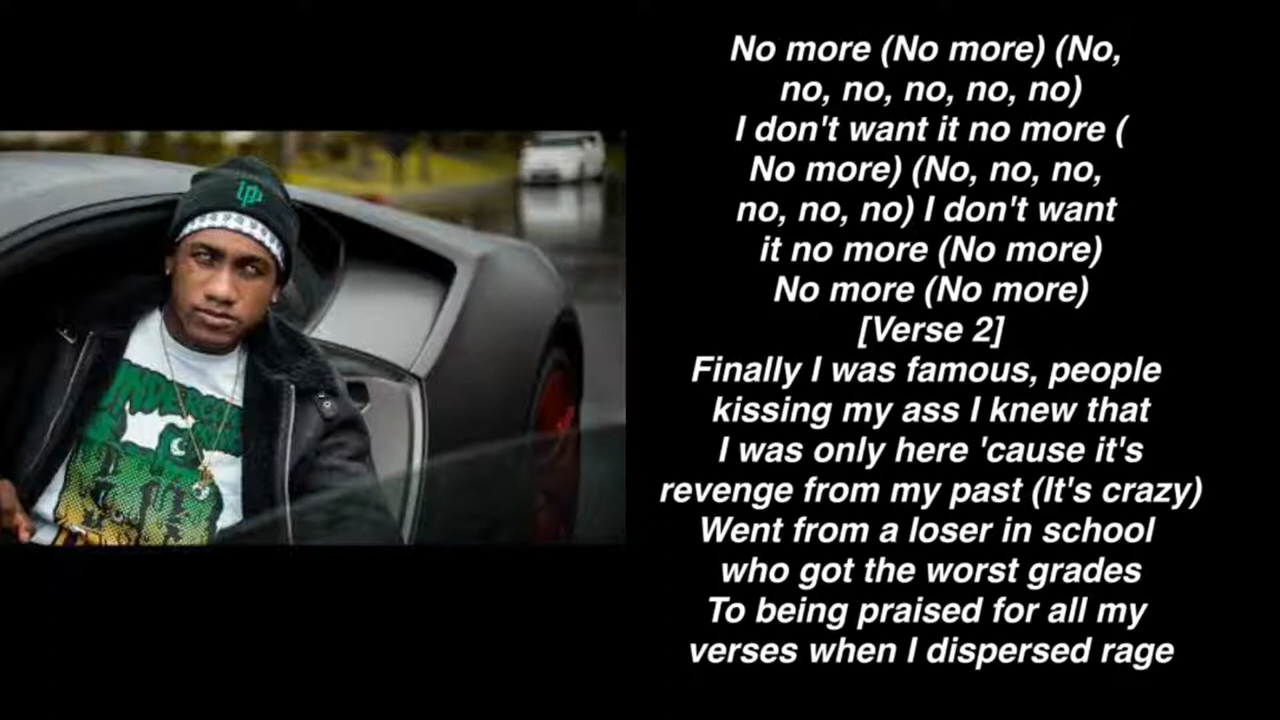 No more (No more) (No,
no, no, no, no, no)
I don't want it no more (
No more) (No, no, no,
no, no, no) I don't want
it no more (No more)
No more (No more)
[Verse 2]
Finally I was famous, people
kissing my ass I knew that
I was only here 'cause it's
revenge from my past (It's crazy)
Went from a loser in school
who got the worst grades
To being praised for all my
verses when I dispersed rage
up